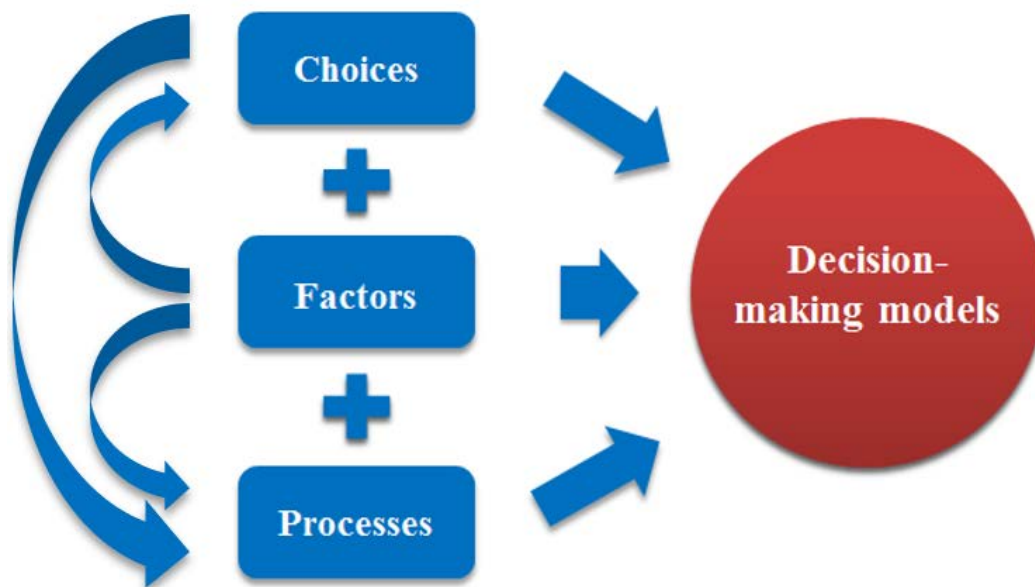 Choices
Factors
Processes
Decision-
making models